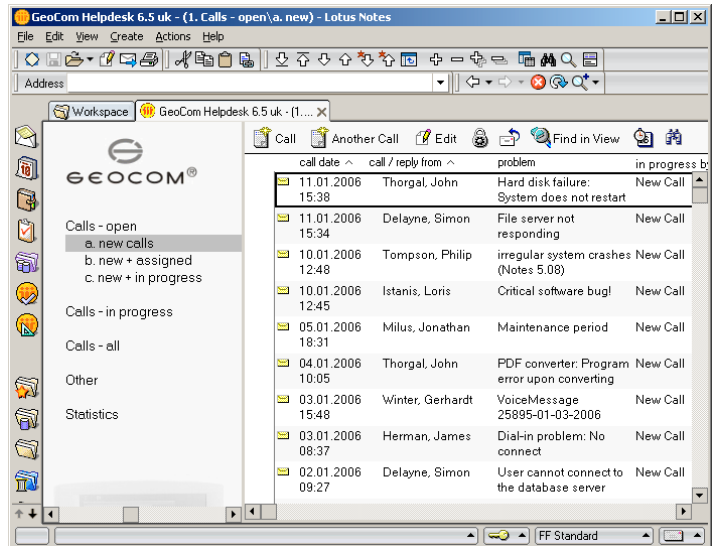 GeoCom Helpdesk 6.5 uk - (1. Calls - open\a. new) - Lotus Notes
File Edit View Create Actions Help
Address
Workspace GeoCom Helpdesk 6.5 uk - (1....
Call Another Call Edit Find in View
GEOCOM®
call date call / reply from problem in progress by
Calls - open
a. new calls
b. new + assigned
c. new + in progress
Calls - in progress
Calls - all
Other
Statistics
11.01.2006 Thorgal, John Hard disk failure: New Call
15:38 System does not restart
11.01.2006 Delayne, Simon File server not New Call
15:34 responding
10.01.2006 Tompson, Philip irregular system crashes New Call
12:48 (Notes 5.08)
10.01.2006 Istanis, Loris Critical software bug! New Call
12:45
05.01.2006 Milus, Jonathan Maintenance period New Call
18:31
04.01.2006 Thorgal, John PDF converter: Program New Call
10:05 error upon converting
03.01.2006 Winter, Gerhardt VoiceMessage New Call
15:48 25895-01-03-2006
03.01.2006 Herman, James Dial-in problem: No New Call
08:37 connect
02.01.2006 Delayne, Simon User cannot connect to New Call
09:27 the database server
FF Standard